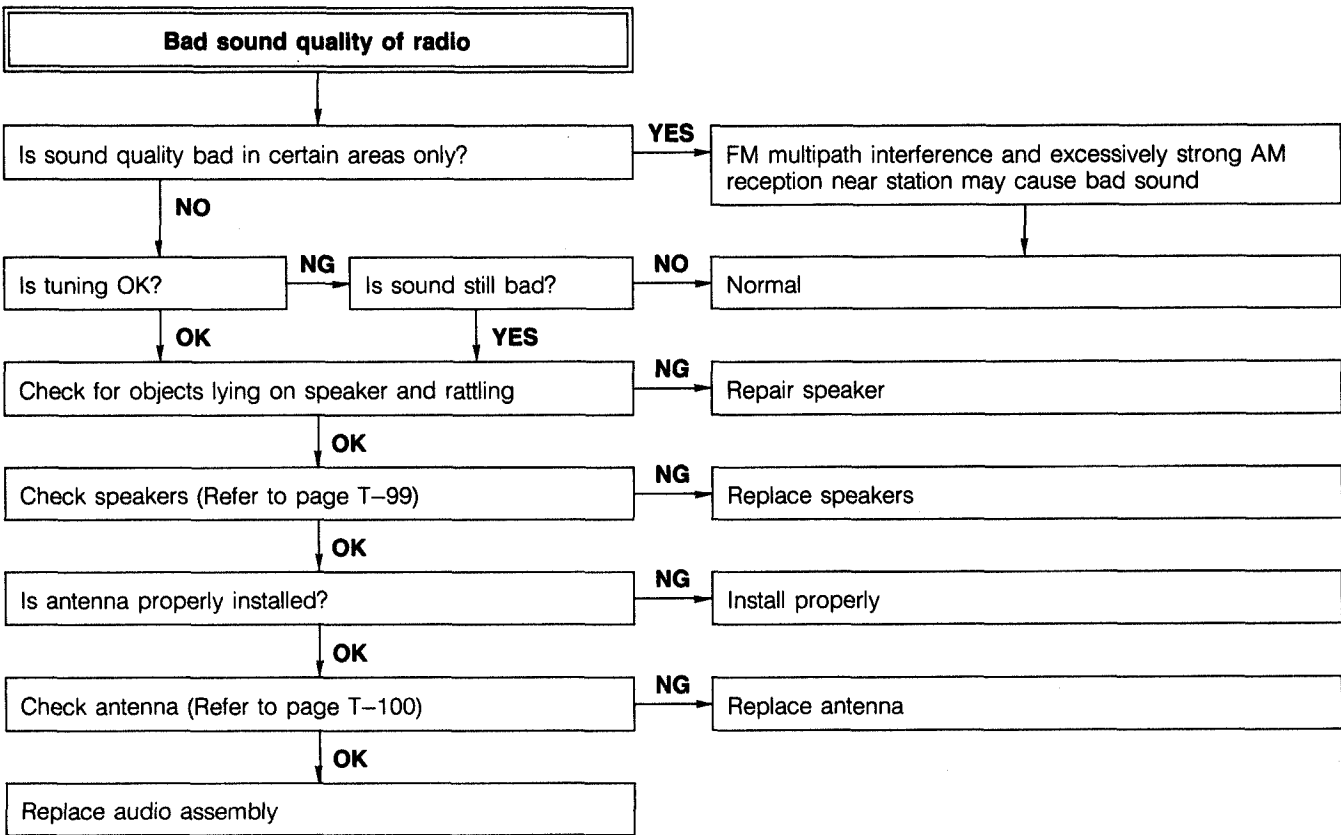 Bad sound quality of radio
Is sound quality bad in certain areas only?
YES
FM multipath interference and excessively strong AM
reception near station may cause bad sound
NO
Is tuning OK?
NG
Is sound still bad?
NO
Normal
OK
YES
Check for objects lying on speaker and rattling
NG
Repair speaker
OK
Check speakers (Refer to page T–99)
NG
Replace speakers
OK
Is antenna properly installed?
NG
Install properly
OK
Check antenna (Refer to page T–100)
NG
Replace antenna
OK
Replace audio assembly